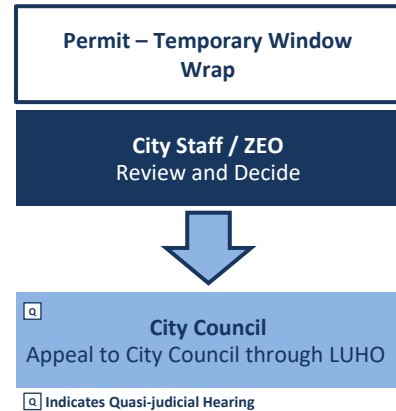 Permit – Temporary Window
Wrap
City Staff / ZEO
Review and Decide
Q
City Council
Appeal to City Council through LUHO
Q Indicates Quasi-judicial Hearing